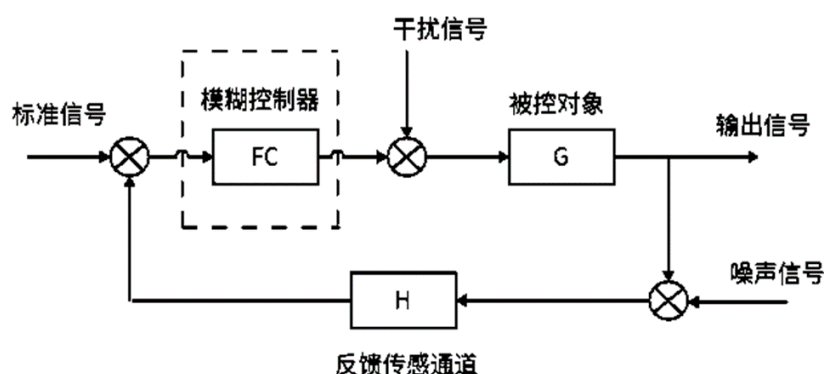 干扰信号
模糊控制器
被控对象
标准信号
输出信号
FC
G
噪声信号
H
反馈传感通道